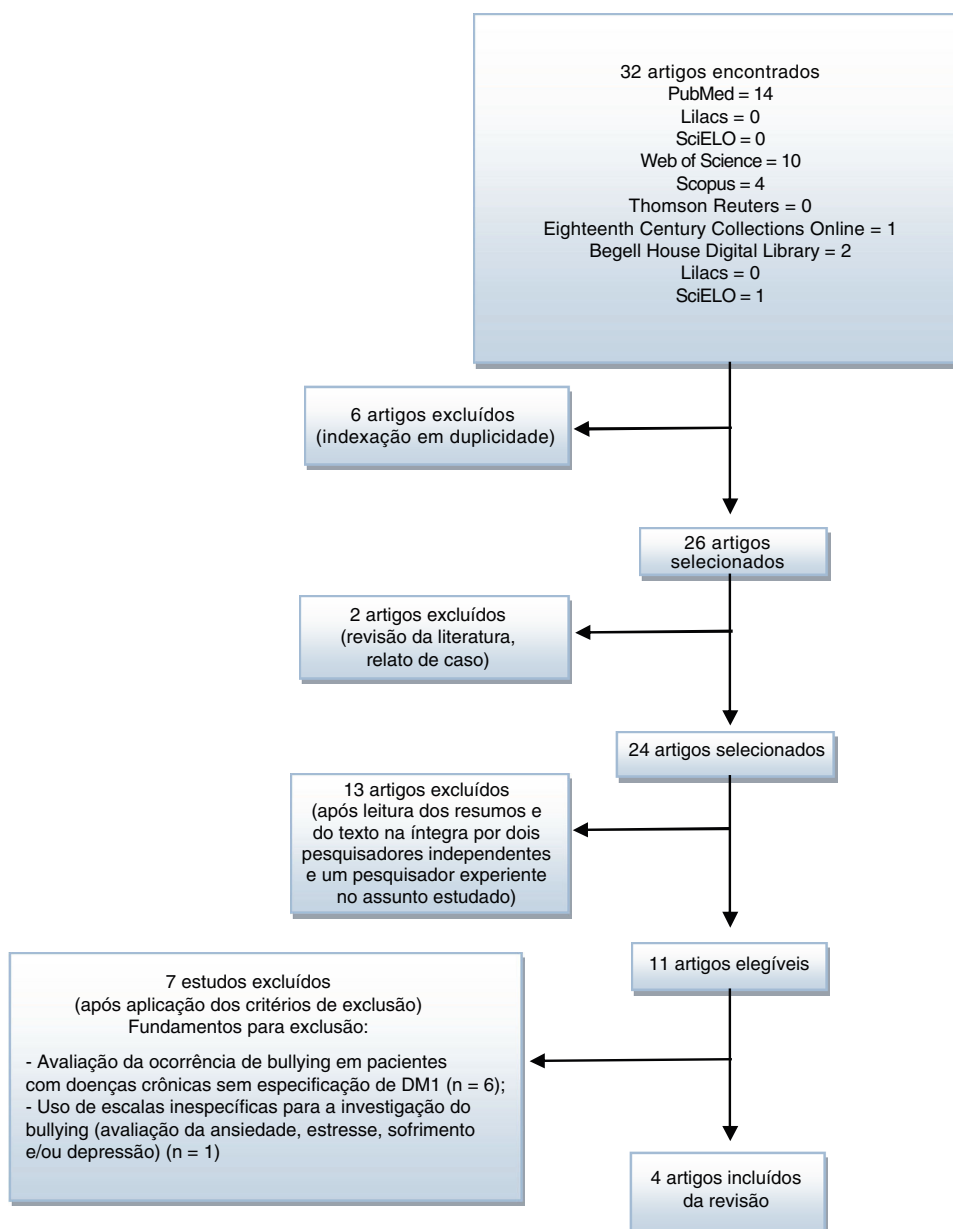 32 artigos encontrados
PubMed = 14
Lilacs = 0
SciELO = 0
Web of Science = 10
Scopus = 4
Thomson Reuters = 0
Eighteenth Century Collections Online = 1
Begell House Digital Library = 2
Lilacs = 0
SciELO = 1
6 artigos excluídos
(indexação em duplicidade)
26 artigos
selecionados
2 artigos excluídos
(revisão da literatura,
relato de caso)
24 artigos selecionados
13 artigos excluídos
(após leitura dos resumos e
do texto na íntegra por dois
pesquisadores independentes
e um pesquisador experiente
no assunto estudado)
11 artigos elegíveis
7 estudos excluídos
(após aplicação dos critérios de exclusão)
Fundamentos para exclusão:
- Avaliação da ocorrência de bullying em pacientes
com doenças crônicas sem especificação de DM1 (n = 6);
- Uso de escalas inespecíficas para a investigação do
bullying (avaliação da ansiedade, estresse, sofrimento
e/ou depressão) (n = 1)
4 artigos incluídos
da revisão